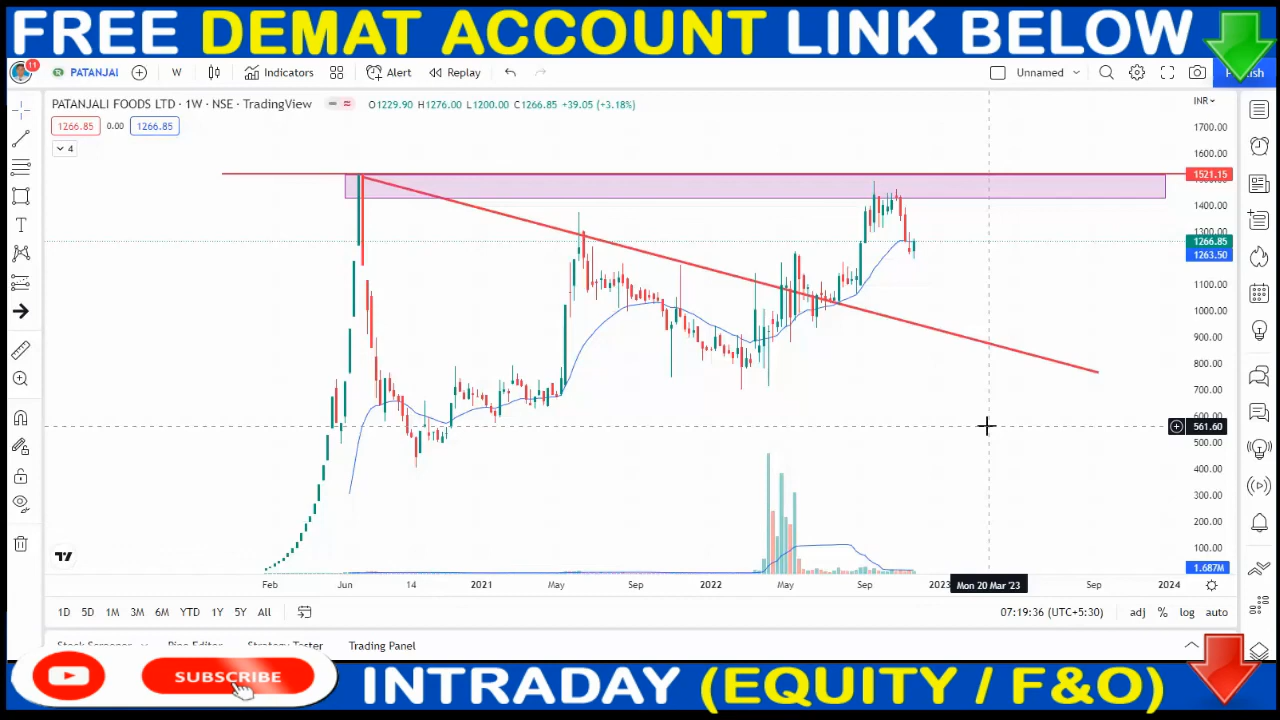 FREE DEMAT ACCOUNT LINK BELOW
11 PATANJAI W Indicators Alert Replay Unnamed Publish
PATANJALI FOODS LTD · 1W · NSE · TradingView O1229.90 H1276.00 L1200.00 C1266.85 +39.05 (+3.18%) INR
1266.85 0.00 1266.85
4
1700.00
1600.00
1521.15
1400.00
1300.00
1266.85
1263.50
1100.00
1000.00
900.00
800.00
700.00
600.00
561.60
500.00
400.00
300.00
200.00
100.00
1.687M
Feb Jun 14 2021 May Sep 2022 May Sep 2023 Mon 20 Mar '23 Sep 2024
1D 5D 1M 3M 6M YTD 1Y 5Y All 07:19:36 (UTC+5:30) adj % log auto
Stock Screener Pine Editor Strategy Tester Trading Panel
SUBSCRIBE
INTRADAY (EQUITY / F&O)